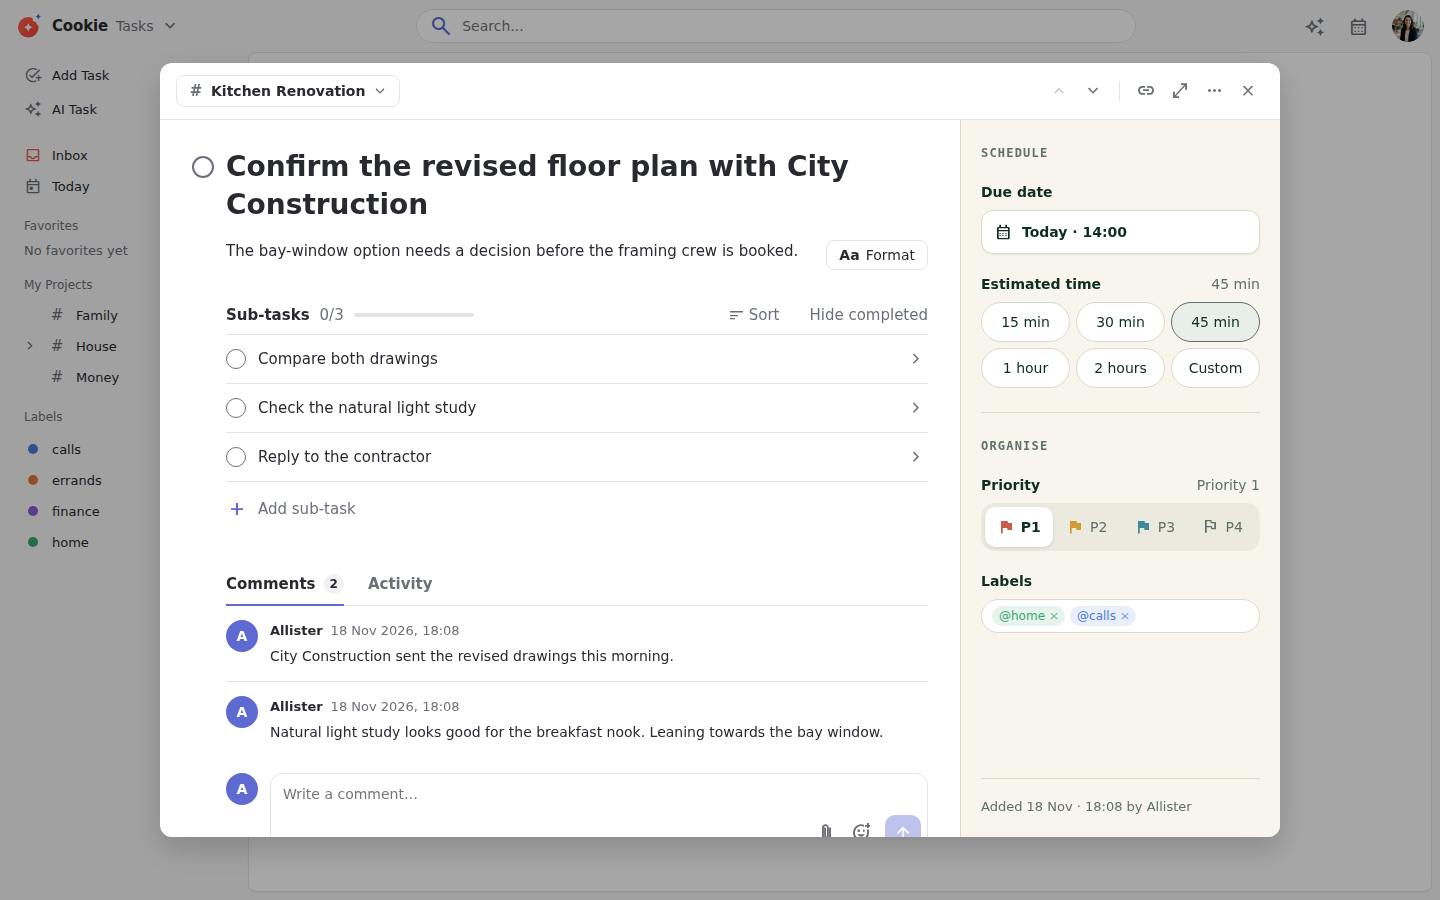 Cookie Tasks
Search...
Add Task
AI Task
Inbox
Today
Favorites
No favorites yet
My Projects
# Family
# House
# Money
Labels
calls
errands
finance
home
# Kitchen Renovation
Confirm the revised floor plan with City
Construction
The bay-window option needs a decision before the framing crew is booked.
Aa Format
Sub-tasks 0/3
Sort
Hide completed
Compare both drawings
Check the natural light study
Reply to the contractor
+ Add sub-task
Comments 2
Activity
A
Allister 18 Nov 2026, 18:08
City Construction sent the revised drawings this morning.
A
Allister 18 Nov 2026, 18:08
Natural light study looks good for the breakfast nook. Leaning towards the bay window.
A
Write a comment...
SCHEDULE
Due date
Today · 14:00
Estimated time 45 min
15 min 30 min 45 min
1 hour 2 hours Custom
ORGANISE
Priority Priority 1
P1 P2 P3 P4
Labels
@home × @calls ×
Added 18 Nov · 18:08 by Allister